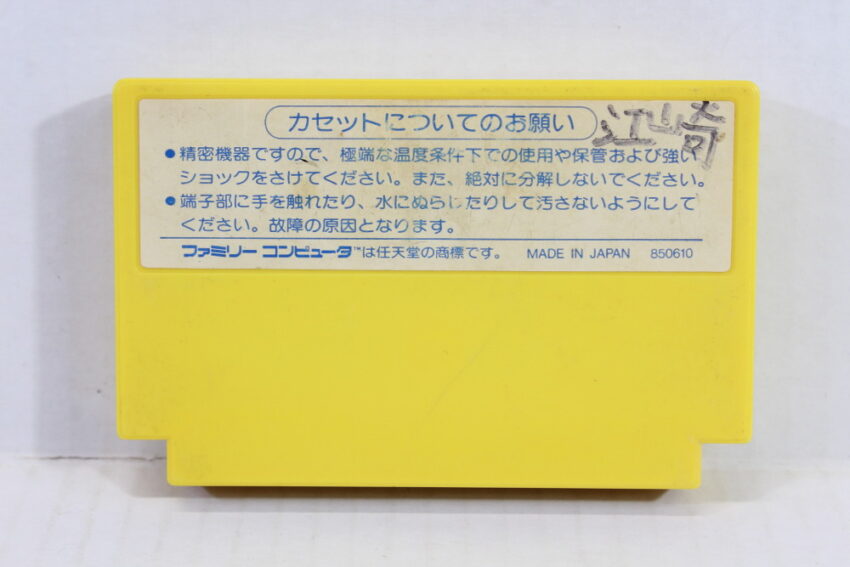 カセットについてのお願い 江崎
●精密機器ですので、極端な温度条件下での使用や保管および強い
ショックをさけてください。また、絶対に分解しないでください。
●端子部に手を触れたり、水にぬらしたりして汚さないようにして
ください。故障の原因となります。
ファミリー コンピュータ™は任天堂の商標です。 MADE IN JAPAN 850610